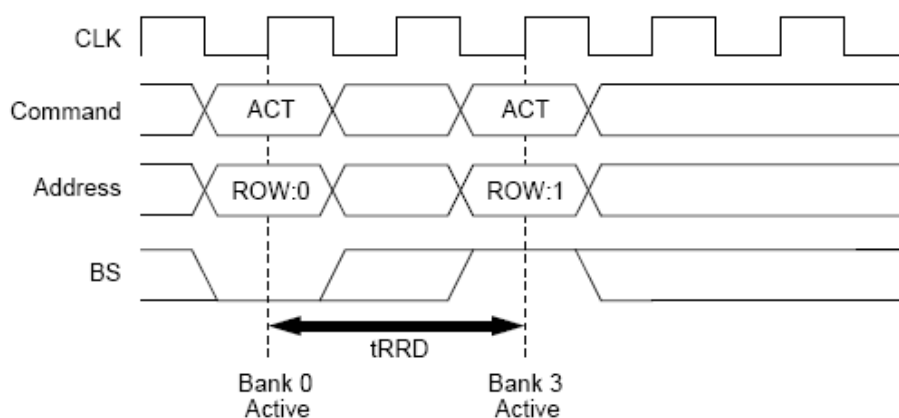 CLK
Command
ACT
ACT
Address
ROW:0
ROW:1
BS
tRRD
Bank 0
Active
Bank 3
Active